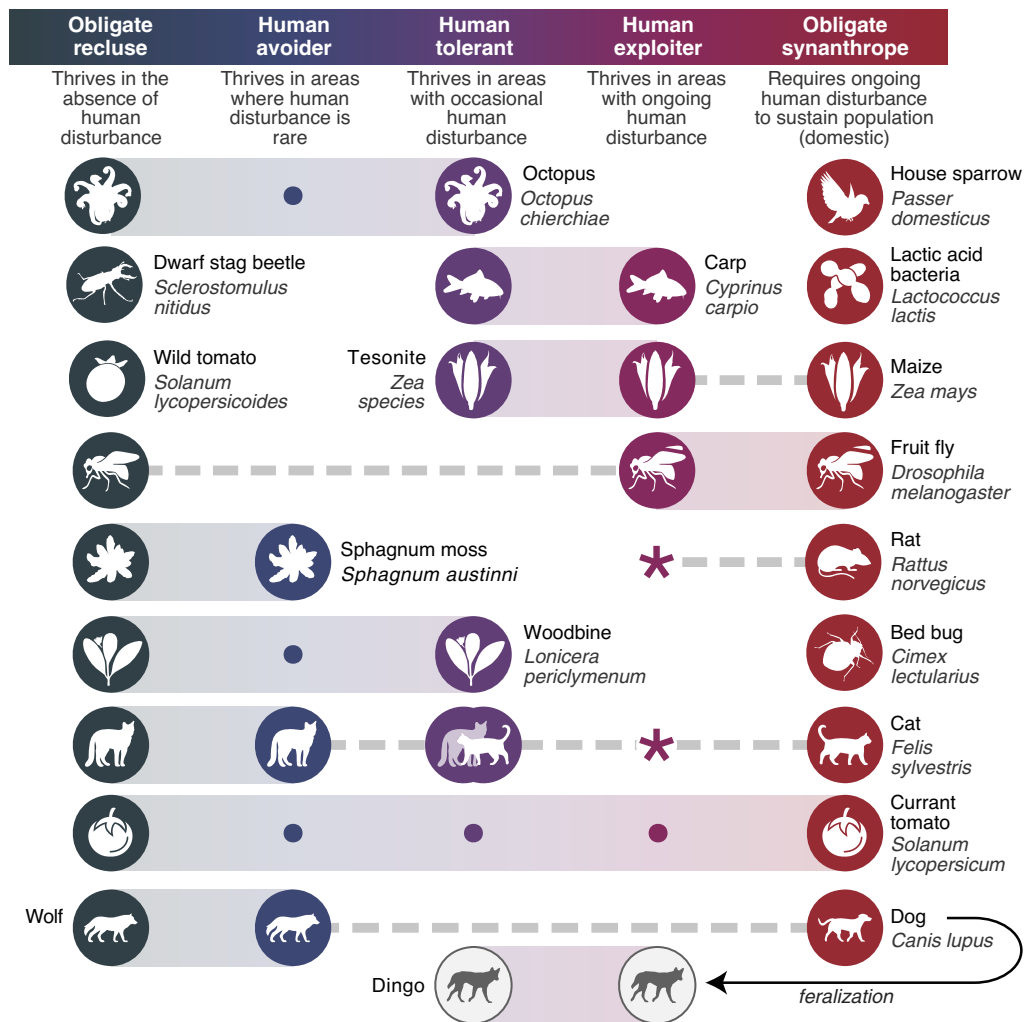 Obligate
recluse
Human
avoider
Human
tolerant
Human
exploiter
Obligate
synanthrope
Thrives in the
absence of
human
disturbance
Thrives in areas
where human
disturbance is
rare
Thrives in areas
with occasional
human
disturbance
Thrives in areas
with ongoing
human
disturbance
Requires ongoing
human disturbance
to sustain population
(domestic)
Octopus
Octopus
chierchiae
House sparrow
Passer
domesticus
Dwarf stag beetle
Sclerostomulus
nitidus
Carp
Cyprinus
carpio
Lactic acid
bacteria
Lactococcus
lactis
Wild tomato
Solanum
lycopersicoides
Tesonite
Zea
species
Maize
Zea mays
Fruit fly
Drosophila
melanogaster
Sphagnum moss
Sphagnum austinni
*
Rat
Rattus
norvegicus
Woodbine
Lonicera
periclymenum
Bed bug
Cimex
lectularius
*
Cat
Felis
sylvestris
Currant
tomato
Solanum
lycopersicum
Wolf
Dog
Canis lupus
Dingo
feralization